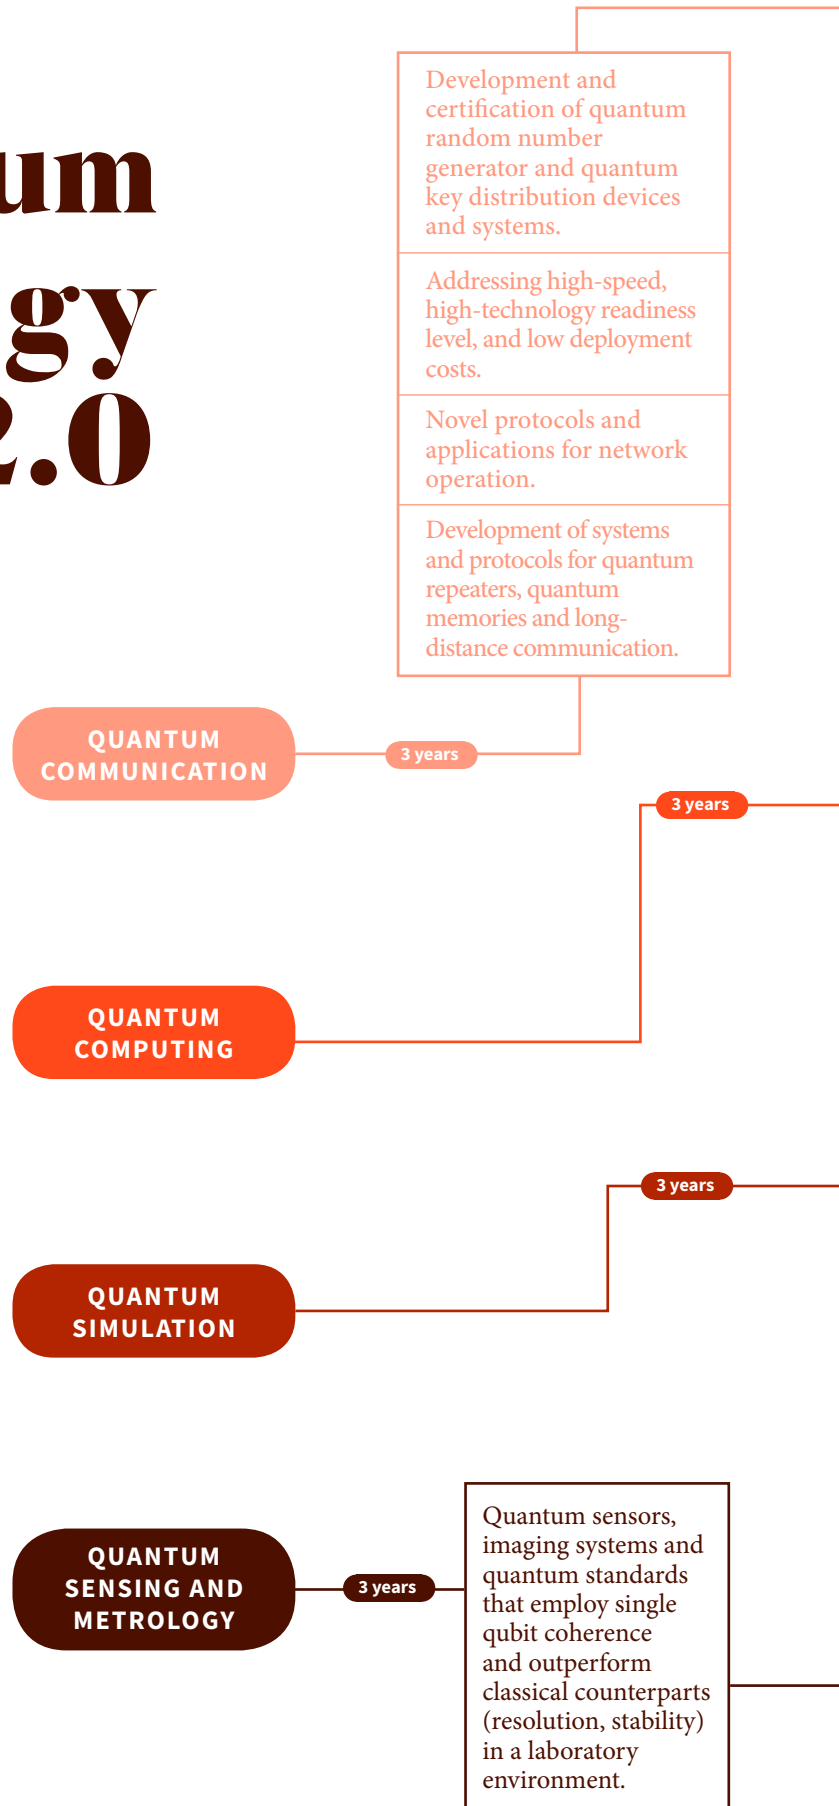 um
gy
2.0
Development and
certification of quantum
random number
generator and quantum
key distribution devices
and systems.
Addressing high-speed,
high-technology readiness
level, and low deployment
costs.
Novel protocols and
applications for network
operation.
Development of systems
and protocols for quantum
repeaters, quantum
memories and long-
distance communication.
QUANTUM
COMMUNICATION
3 years
3 years
QUANTUM
COMPUTING
3 years
QUANTUM
SIMULATION
QUANTUM
SENSING AND
METROLOGY
3 years
Quantum sensors,
imaging systems and
quantum standards
that employ single
qubit coherence
and outperform
classical counterparts
(resolution, stability)
in a laboratory
environment.